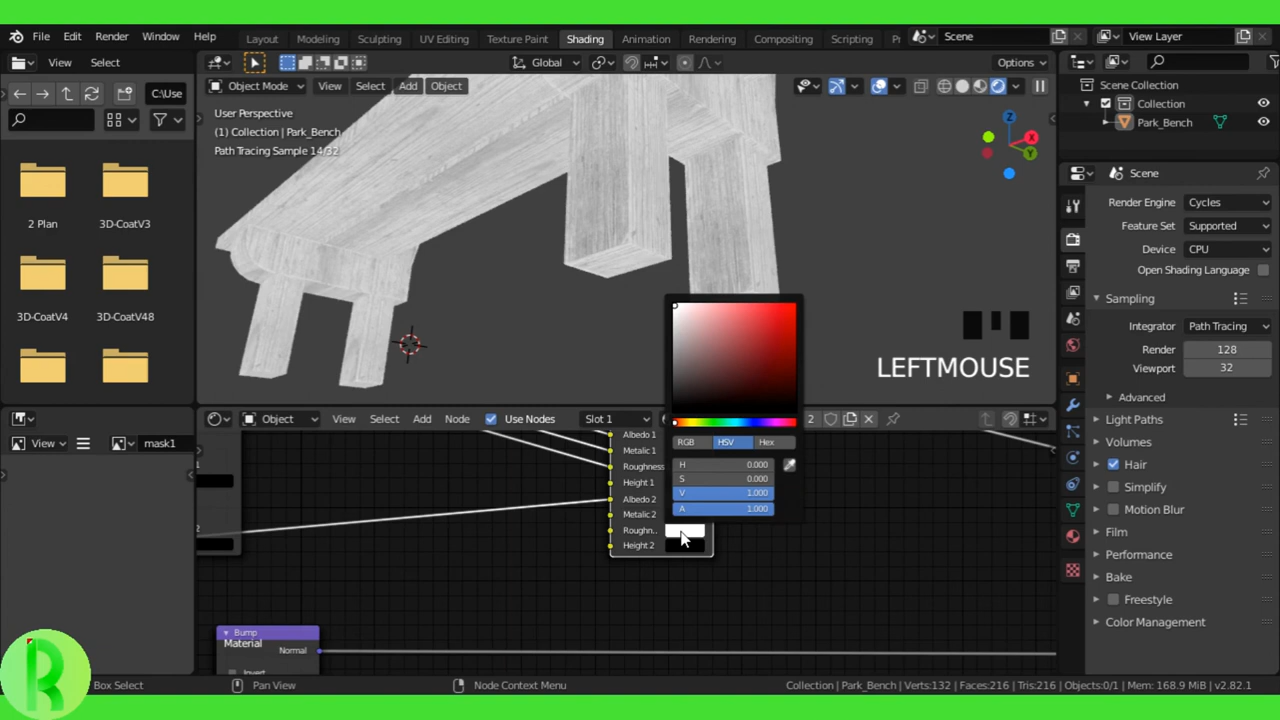 File Edit Render Window Help
Layout Modeling Sculpting UV Editing Texture Paint Shading Animation Rendering Compositing Scripting
Scene
View Layer
View Select
Global
Options
C:\Use
Object Mode View Select Add Object
2 Plan
3D-CoatV3
3D-CoatV4
3D-CoatV48
User Perspective
(1) Collection | Park_Bench
Path Tracing Sample 14/32
Z
X
Y
LEFTMOUSE
Scene Collection
Collection
Park_Bench
Scene
Render Engine Cycles
Feature Set Supported
Device CPU
Open Shading Language
Sampling
Integrator Path Tracing
Render 128
Viewport 32
Advanced
Light Paths
Volumes
Hair
Simplify
Motion Blur
Film
Performance
Bake
Freestyle
Color Management
View mask1
Object View Select Add Node Use Nodes Slot 1 2
1
2
Albedo 1
Metalic 1
Roughness
Height 1
Albedo 2
Metalic 2
Roughn..
Height 2
RGB HSV Hex
H 0.000
S 0.000
V 1.000
A 1.000
Bump
Normal
Material
Box Select Pan View Node Context Menu
Collection | Park_Bench | Verts:132 | Faces:216 | Tris:216 | Objects:0/1 | Mem: 168.9 MiB | v2.82.1